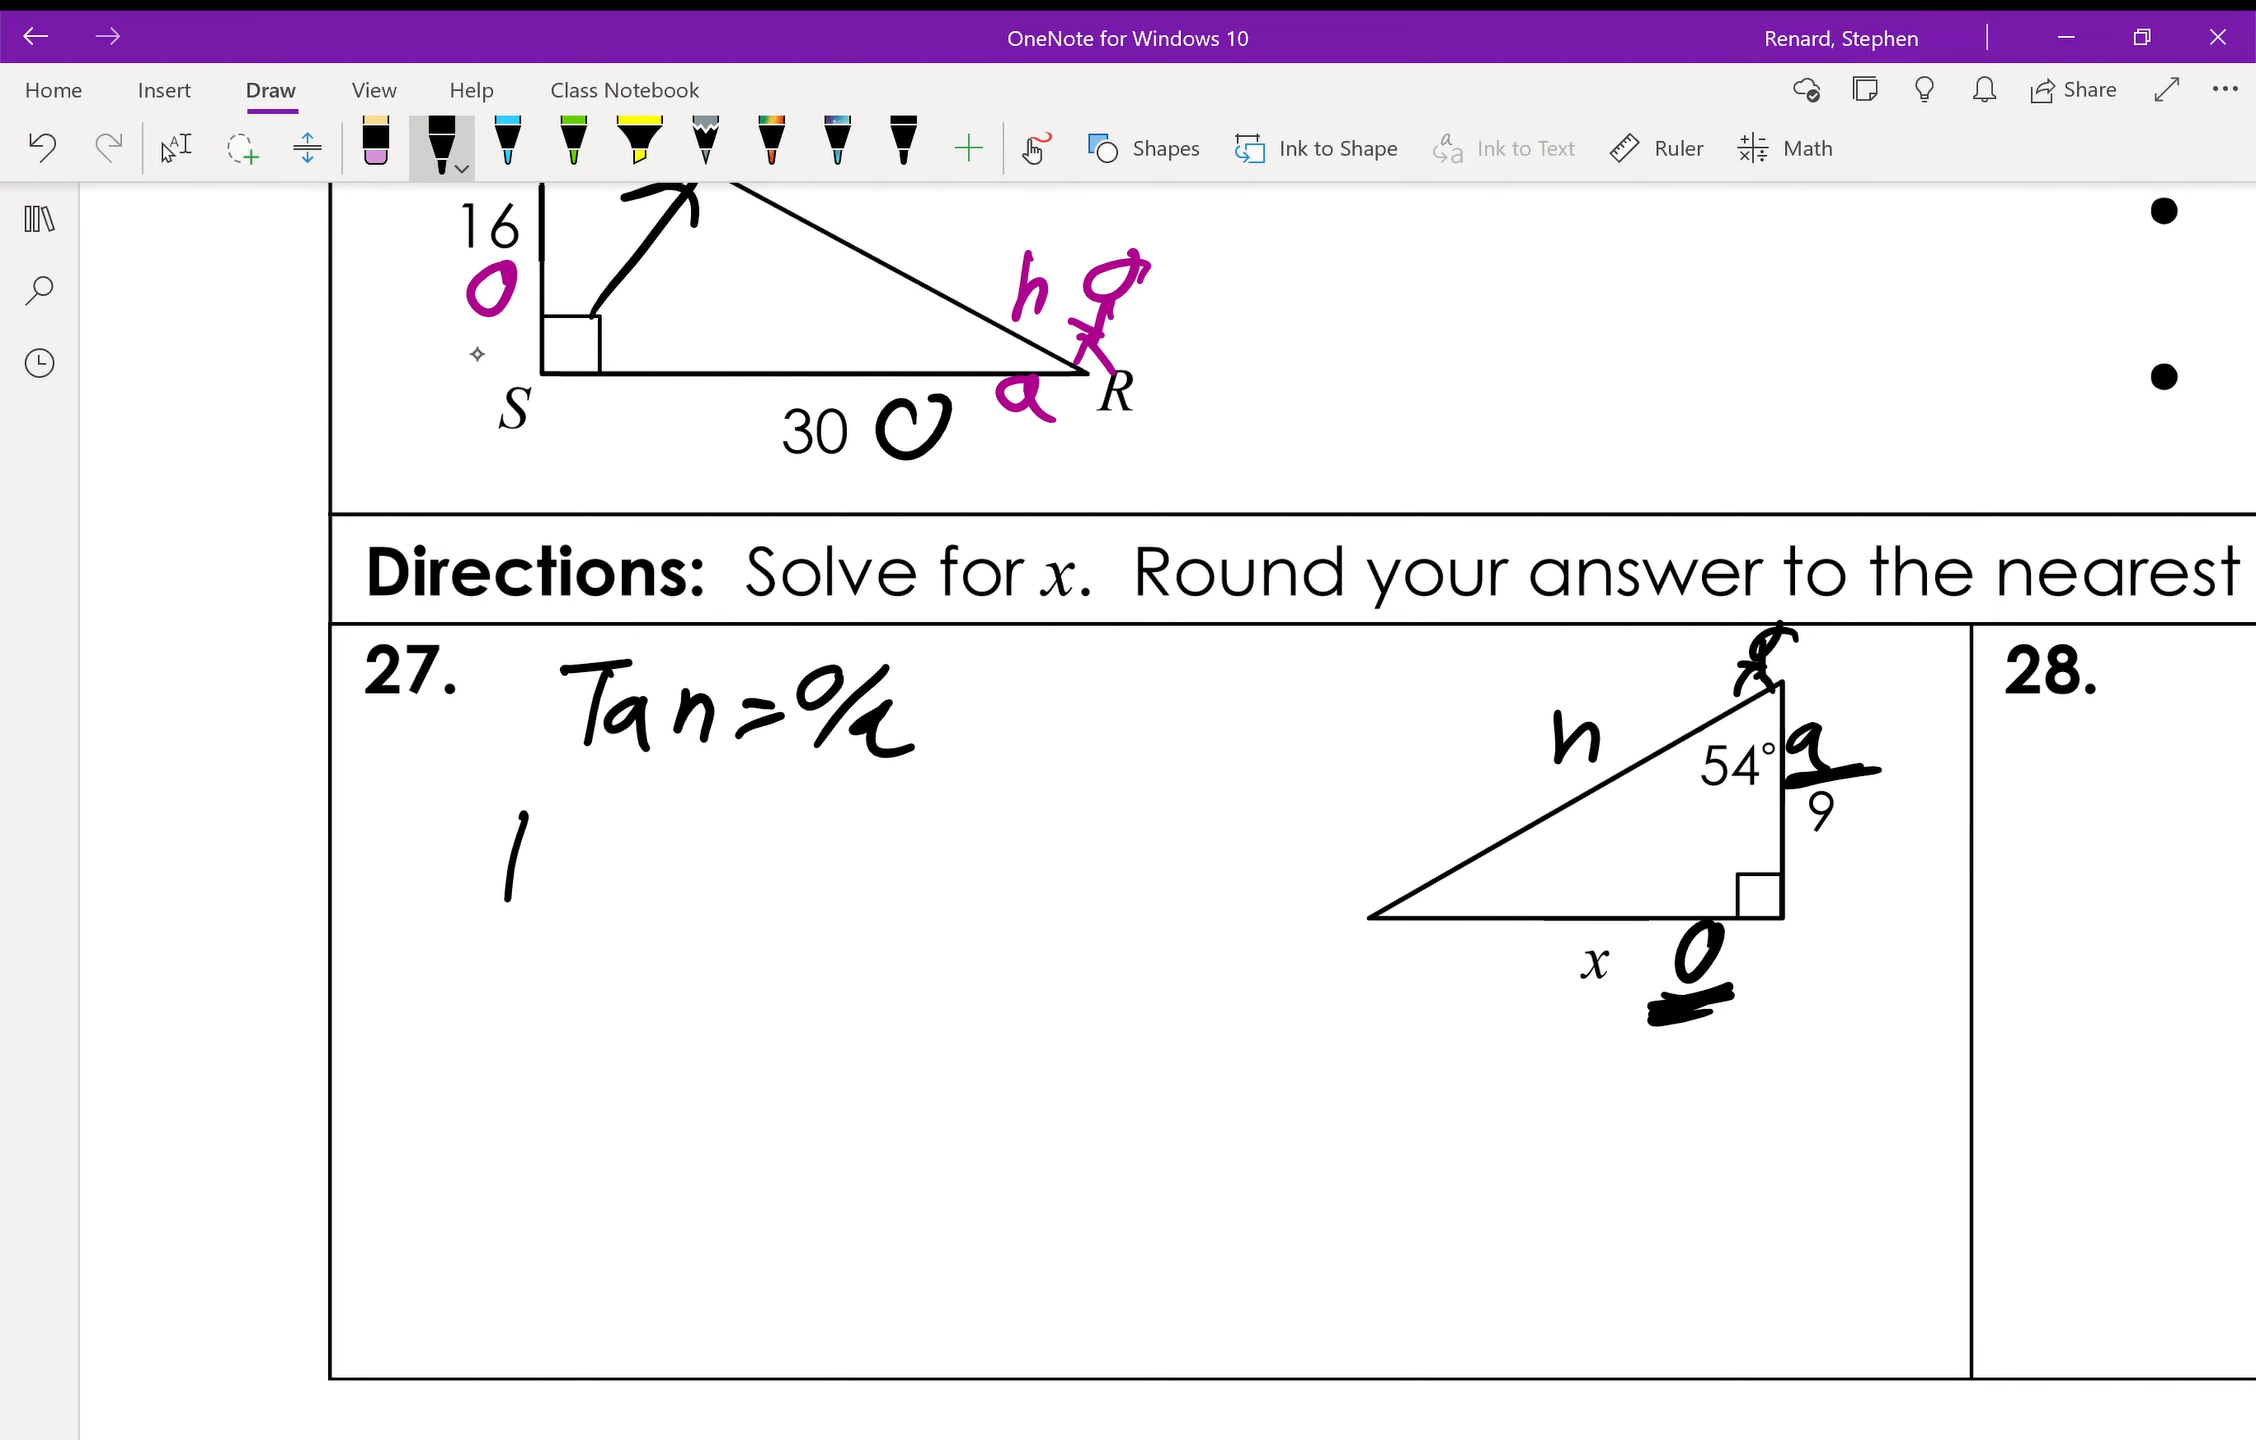 OneNote for Windows 10
Renard, Stephen
Home Insert Draw View Help Class Notebook
Share
Shapes Ink to Shape Ink to Text Ruler Math
16
o
h
S
30 O
a
R
Directions: Solve for x. Round your answer to the nearest
27.
Tan = o/a
h
54°
a
9
x
o
28.